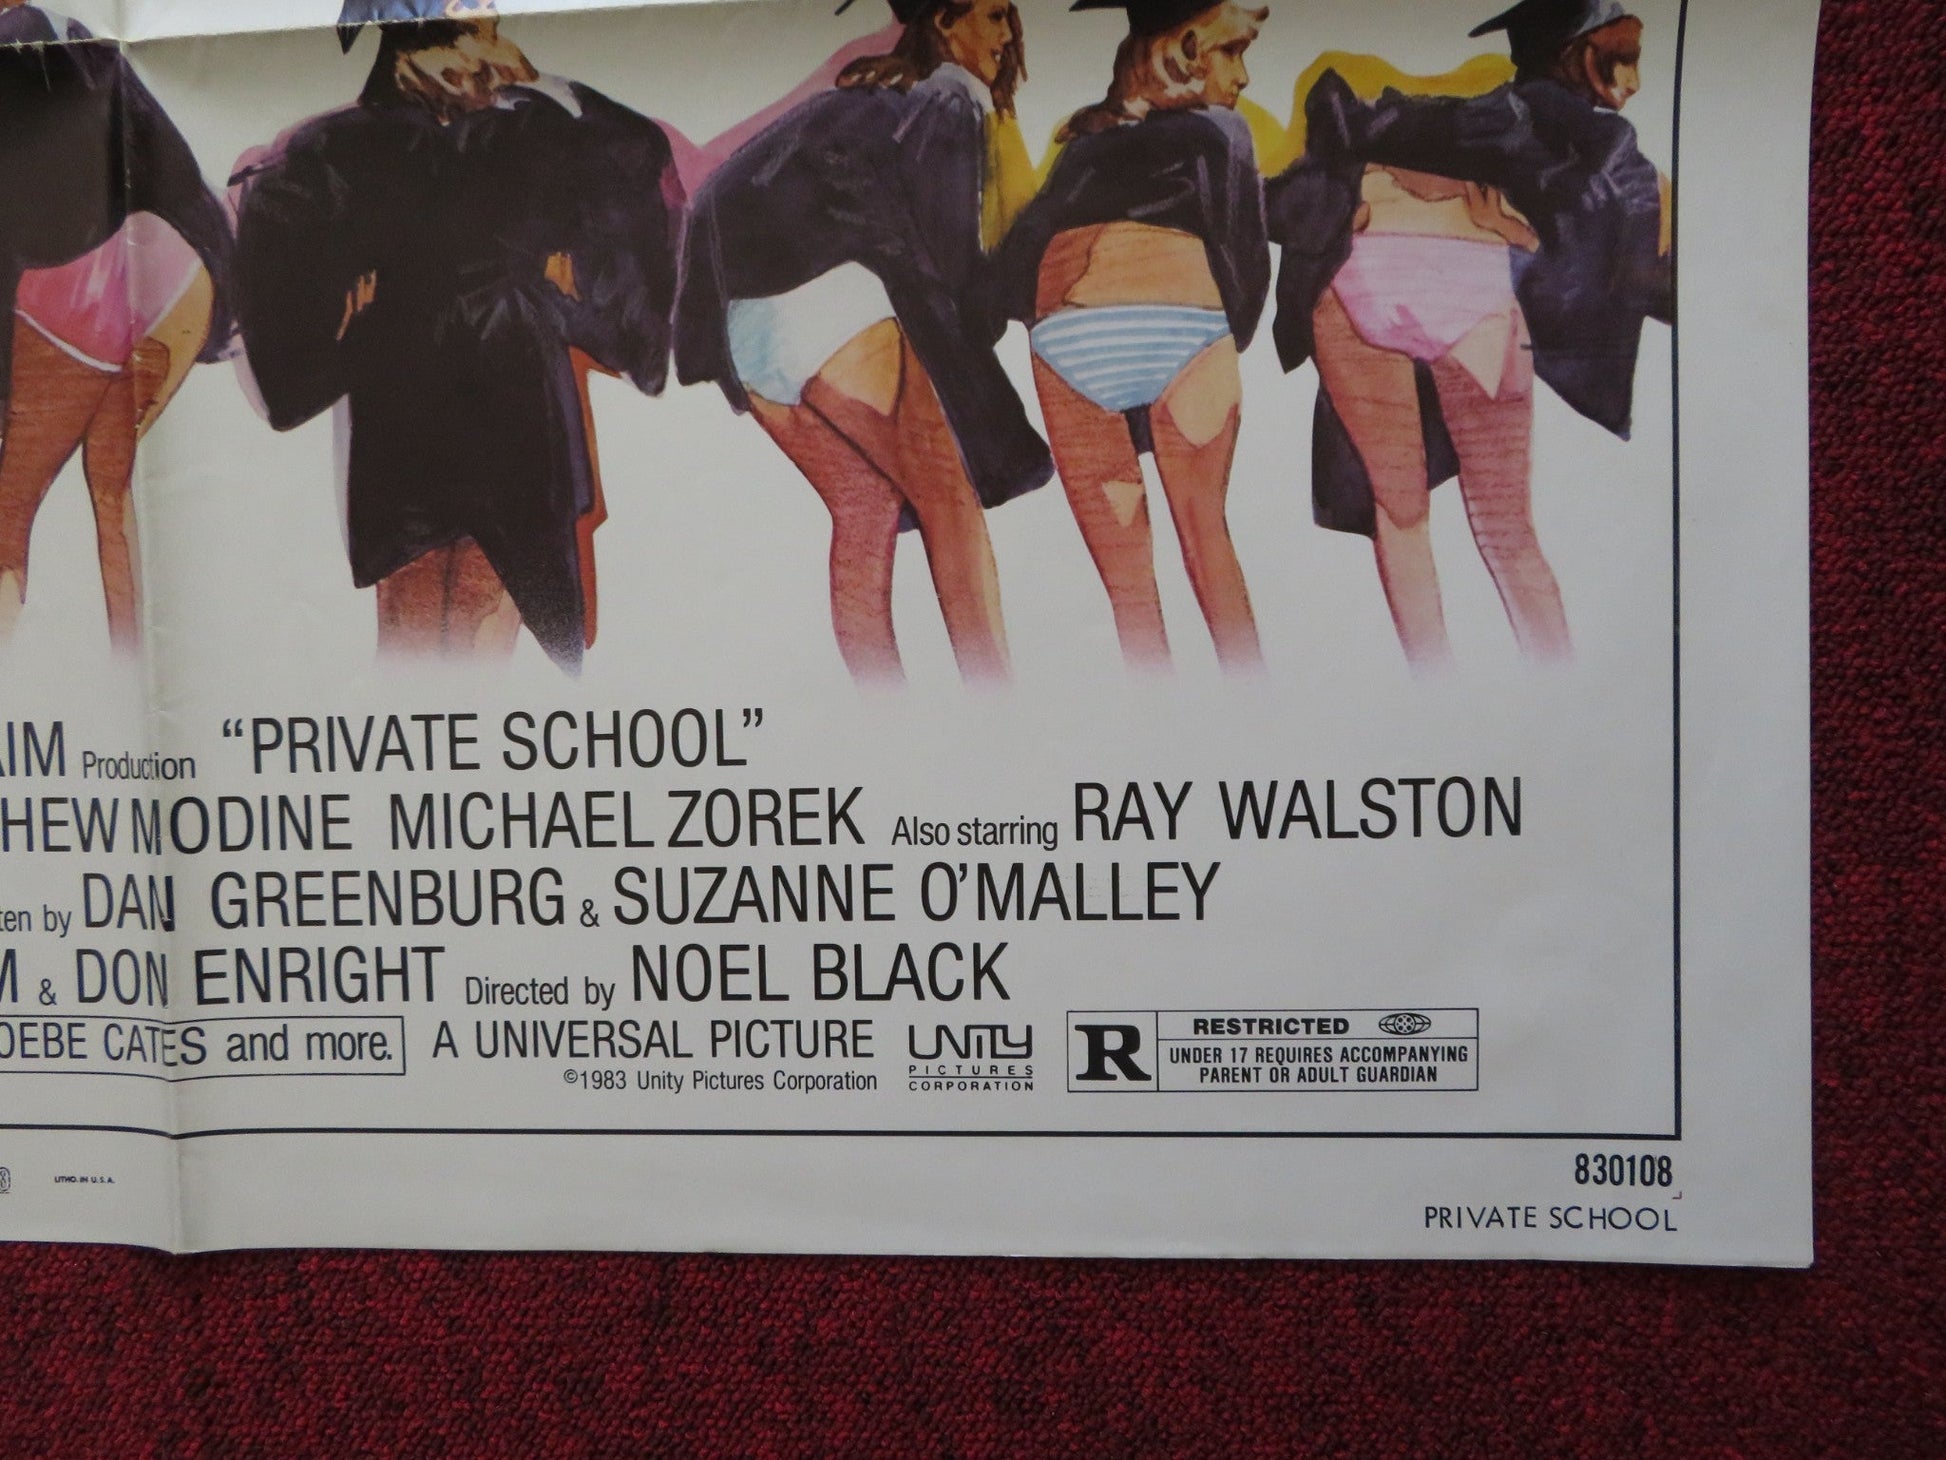 IM Production "PRIVATE SCHOOL"
HEW MODINE MICHAEL ZOREK Also starring RAY WALSTON
ten by DAN GREENBURG & SUZANNE O'MALLEY
M & DON ENRIGHT Directed by NOEL BLACK
OEBE CATES and more. A UNIVERSAL PICTURE
©1983 Unity Pictures Corporation
UNITY
PICTURES
CORPORATION
R RESTRICTED
UNDER 17 REQUIRES ACCOMPANYING
PARENT OR ADULT GUARDIAN
LITHO. IN U.S.A.
830108
PRIVATE SCHOOL